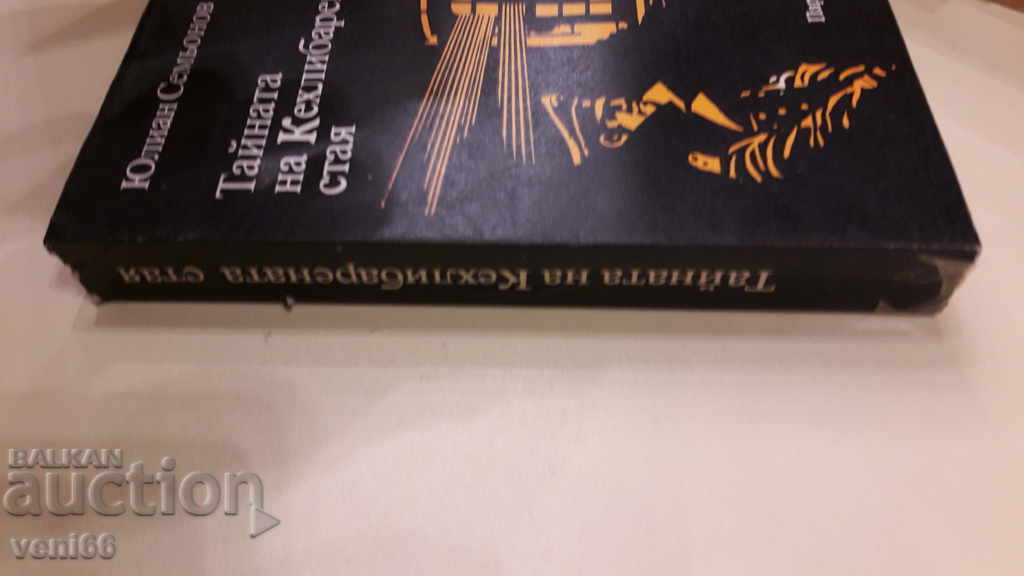 Юлиан Семьонов
Тайната
на Кехлибаре
стая
Тайната на Кехлибарената стая
BALKAN
auction
veni66